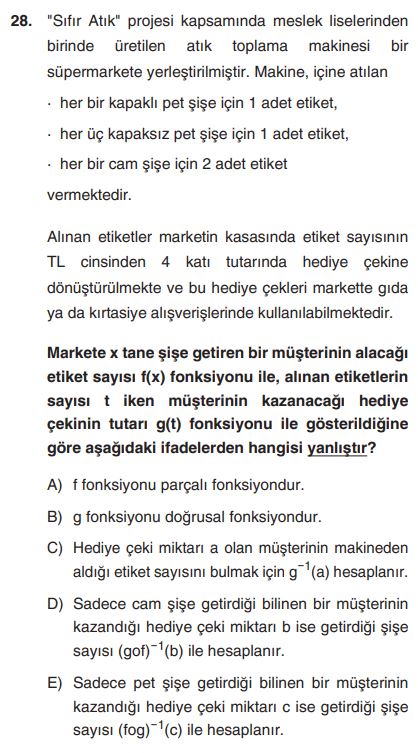 28. "Sıfır Atık" projesi kapsamında meslek liselerinden
birinde üretilen atık toplama makinesi bir
süpermarkete yerleştirilmiştir. Makine, içine atılan
· her bir kapaklı pet şişe için 1 adet etiket,
· her üç kapaksız pet şişe için 1 adet etiket,
· her bir cam şişe için 2 adet etiket
vermektedir.
Alınan etiketler marketin kasasında etiket sayısının
TL cinsinden 4 katı tutarında hediye çekine
dönüştürülmekte ve bu hediye çekleri markette gıda
ya da kırtasiye alışverişlerinde kullanılabilmektedir.
Markete x tane şişe getiren bir müşterinin alacağı
etiket sayısı f(x) fonksiyonu ile, alınan etiketlerin
sayısı t iken müşterinin kazanacağı hediye
çekinin tutarı g(t) fonksiyonu ile gösterildiğine
göre aşağıdaki ifadelerden hangisi yanlıştır?
A) f fonksiyonu parçalı fonksiyondur.
B) g fonksiyonu doğrusal fonksiyondur.
C) Hediye çeki miktarı a olan müşterinin makineden
aldığı etiket sayısını bulmak için g⁻¹(a) hesaplanır.
D) Sadece cam şişe getirdiği bilinen bir müşterinin
kazandığı hediye çeki miktarı b ise getirdiği şişe
sayısı (gof)⁻¹(b) ile hesaplanır.
E) Sadece pet şişe getirdiği bilinen bir müşterinin
kazandığı hediye çeki miktarı c ise getirdiği şişe
sayısı (fog)⁻¹(c) ile hesaplanır.